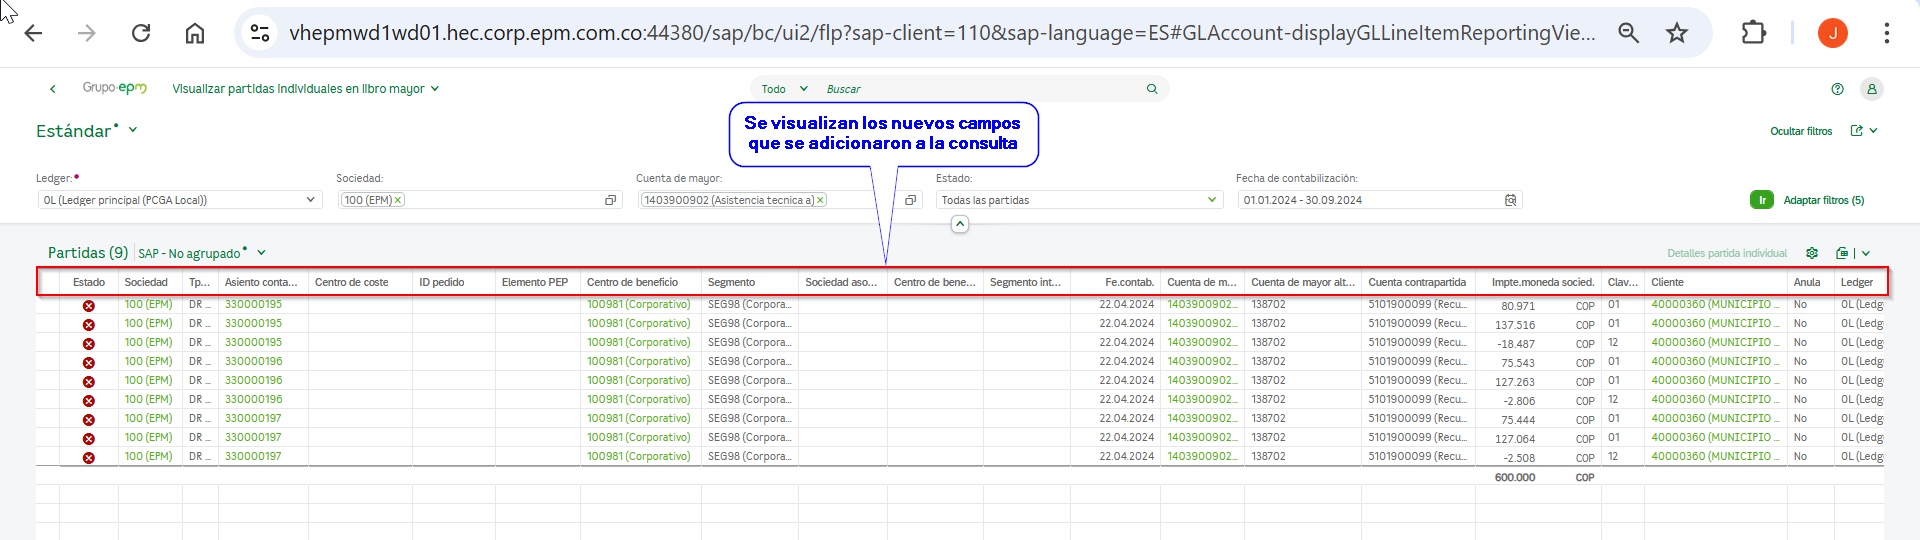 vhepmwd1wd01.hec.corp.epm.com.co:44380/sap/bc/ui2/flp?sap-client=110&sap-language=ES#GLAccount-displayGLLineItemReportingVie...
J
Grupo·epm Visualizar partidas individuales en libro mayor Todo Buscar
Estándar* Ocultar filtros
Se visualizan los nuevos campos
que se adicionaron a la consulta
Ledger:* Sociedad: Cuenta de mayor: Estado: Fecha de contabilización:
0L (Ledger principal (PCGA Local)) 100 (EPM) 1403900902 (Asistencia tecnica a) Todas las partidas 01.01.2024 - 30.09.2024 Ir Adaptar filtros (5)
Partidas (9) SAP - No agrupado* Detalles partida individual
Estado Sociedad Tp... Asiento conta... Centro de coste ID pedido Elemento PEP Centro de beneficio Segmento Sociedad aso... Centro de bene... Segmento int... Fe.contab. Cuenta de m... Cuenta de mayor alt... Cuenta contrapartida Impte.moneda socied. Clav... Cliente Anula Ledger
100 (EPM) DR ... 330000195 100981 (Corporativo) SEG98 (Corpora... 22.04.2024 1403900902... 138702 5101900099 (Recu... 80.971 COP 01 40000360 (MUNICIPIO ... No 0L (Ledg
100 (EPM) DR ... 330000195 100981 (Corporativo) SEG98 (Corpora... 22.04.2024 1403900902... 138702 5101900099 (Recu... 137.516 COP 01 40000360 (MUNICIPIO ... No 0L (Ledg
100 (EPM) DR ... 330000195 100981 (Corporativo) SEG98 (Corpora... 22.04.2024 1403900902... 138702 5101900099 (Recu... -18.487 COP 12 40000360 (MUNICIPIO ... No 0L (Ledg
100 (EPM) DR ... 330000196 100981 (Corporativo) SEG98 (Corpora... 22.04.2024 1403900902... 138702 5101900099 (Recu... 75.543 COP 01 40000360 (MUNICIPIO ... No 0L (Ledg
100 (EPM) DR ... 330000196 100981 (Corporativo) SEG98 (Corpora... 22.04.2024 1403900902... 138702 5101900099 (Recu... 127.263 COP 01 40000360 (MUNICIPIO ... No 0L (Ledg
100 (EPM) DR ... 330000196 100981 (Corporativo) SEG98 (Corpora... 22.04.2024 1403900902... 138702 5101900099 (Recu... -2.806 COP 12 40000360 (MUNICIPIO ... No 0L (Ledg
100 (EPM) DR ... 330000197 100981 (Corporativo) SEG98 (Corpora... 22.04.2024 1403900902... 138702 5101900099 (Recu... 75.444 COP 01 40000360 (MUNICIPIO ... No 0L (Ledg
100 (EPM) DR ... 330000197 100981 (Corporativo) SEG98 (Corpora... 22.04.2024 1403900902... 138702 5101900099 (Recu... 127.064 COP 01 40000360 (MUNICIPIO ... No 0L (Ledg
100 (EPM) DR ... 330000197 100981 (Corporativo) SEG98 (Corpora... 22.04.2024 1403900902... 138702 5101900099 (Recu... -2.508 COP 12 40000360 (MUNICIPIO ... No 0L (Ledg
600.000 COP